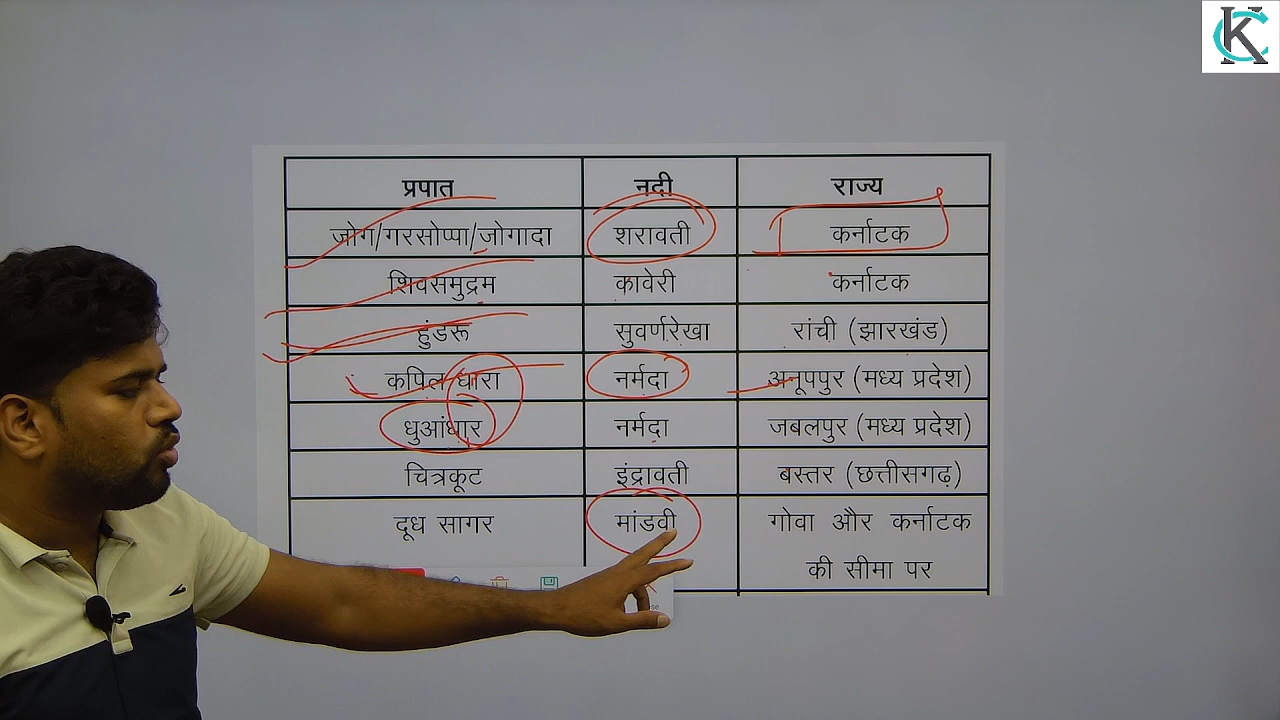 KC
प्रपात नदी राज्य
जोग/गरसोप्पा/जोगादा शरावती कर्नाटक
शिवसमुद्रम कावेरी कर्नाटक
हुंडरू सुवर्णरेखा रांची (झारखंड)
कपिल धारा नर्मदा अनूपपुर (मध्य प्रदेश)
धुआंधार नर्मदा जबलपुर (मध्य प्रदेश)
चित्रकूट इंद्रावती बस्तर (छत्तीसगढ़)
दूध सागर मांडवी गोवा और कर्नाटक
की सीमा पर